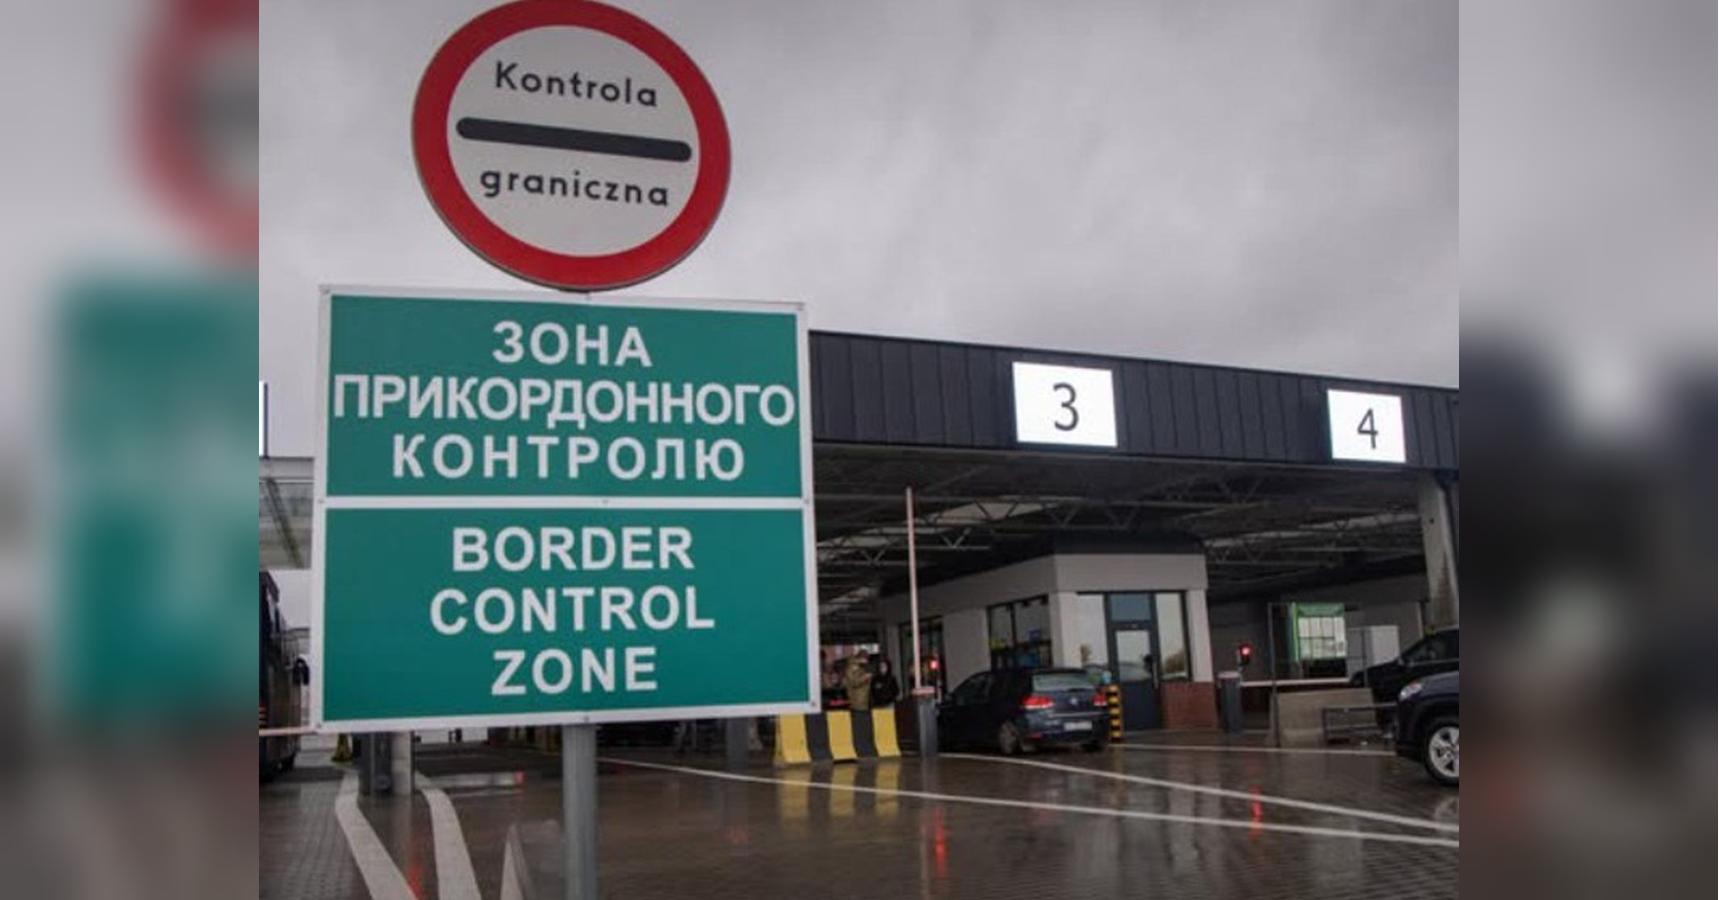 Kontrola
graniczna
ЗОНА
ПРИКОРДОННОГО
КОНТРОЛЮ
BORDER
CONTROL
ZONE
3
4